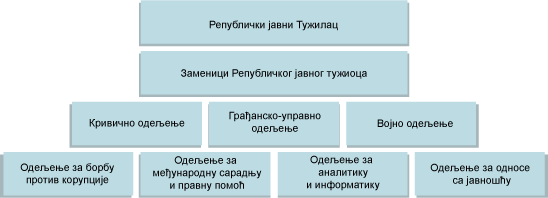 Републички јавни Тужилац
Заменици Републичког јавног тужиоца
Кривично одељење
Грађанско-управно
одељење
Војно одељење
Одељење за борбу
против корупције
Одељење за
међународну сарадњу
и правну помоћ
Одељење за
аналитику
и информатику
Одељење за односе
са јавношћу